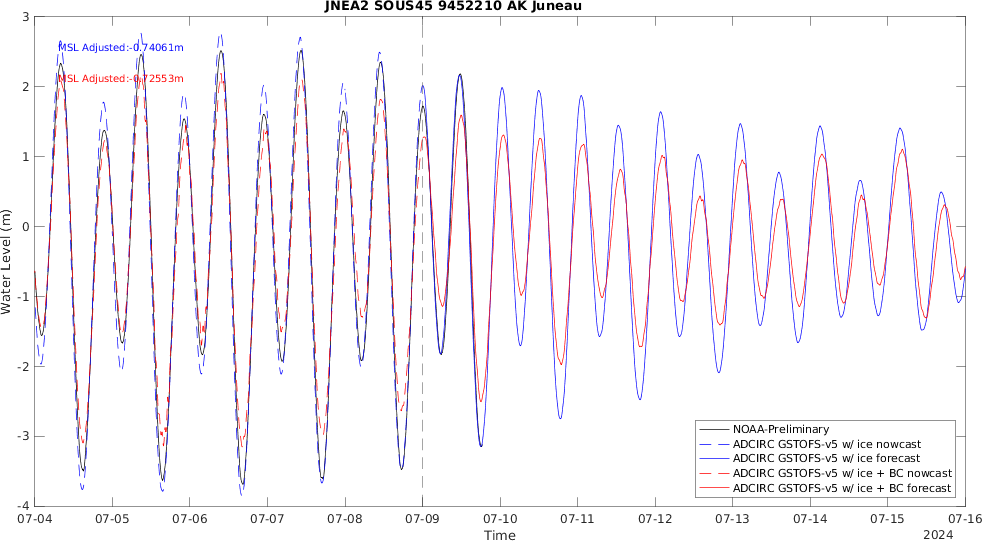 JNEA2 SOUS45 9452210 AK Juneau
MSL Adjusted:-0.74061m
MSL Adjusted:-0.72553m
Water Level (m)
3
2
1
0
-1
-2
-3
-4
07-04
07-05
07-06
07-07
07-08
07-09
07-10
07-11
07-12
07-13
07-14
07-15
07-16
Time
2024
NOAA-Preliminary
ADCIRC GSTOFS-v5 w/ ice nowcast
ADCIRC GSTOFS-v5 w/ ice forecast
ADCIRC GSTOFS-v5 w/ ice + BC nowcast
ADCIRC GSTOFS-v5 w/ ice + BC forecast